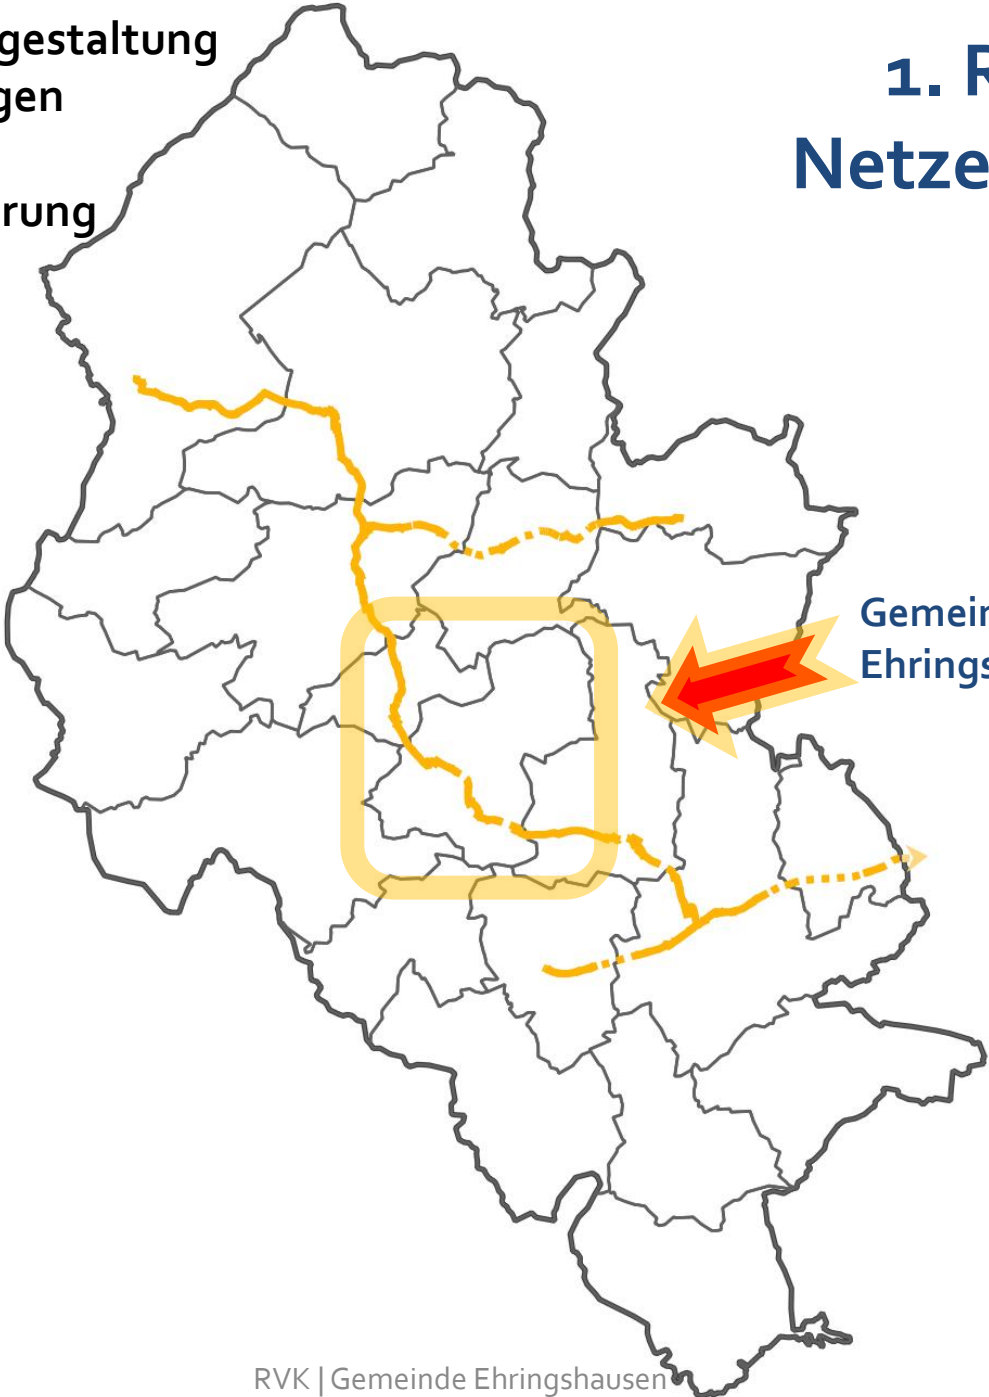 gestaltung
gen
rung
1. R
Netze
Gemein
Ehrings
RVK | Gemeinde Ehringshausen